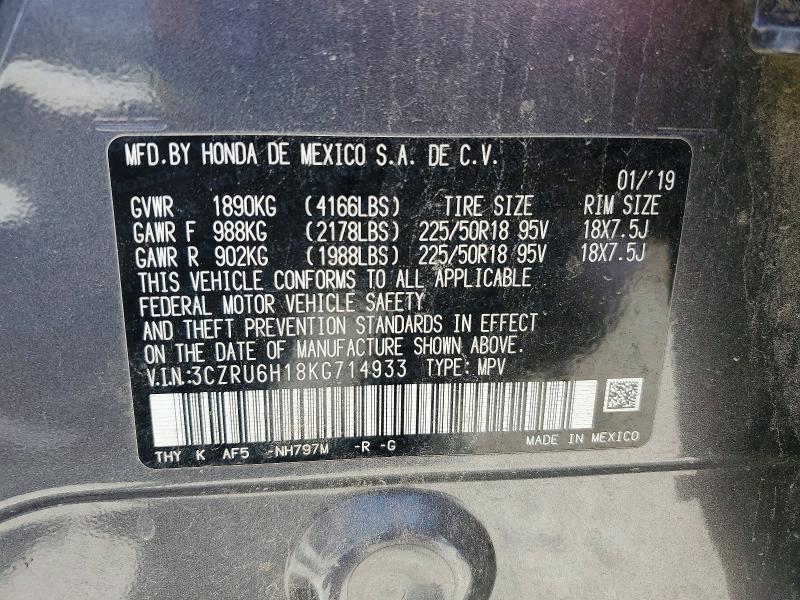 MFD.BY HONDA DE MEXICO S.A. DE C.V.
01/'19
GVWR 1890KG (4166LBS) TIRE SIZE RIM SIZE
GAWR F 988KG (2178LBS) 225/50R18 95V 18X7.5J
GAWR R 902KG (1988LBS) 225/50R18 95V 18X7.5J
THIS VEHICLE CONFORMS TO ALL APPLICABLE
FEDERAL MOTOR VEHICLE SAFETY
AND THEFT PREVENTION STANDARDS IN EFFECT
ON THE DATE OF MANUFACTURE SHOWN ABOVE.
V.I.N:3CZRU6H18KG714933 TYPE: MPV
THY K AF5 -NH797M -R -G MADE IN MEXICO